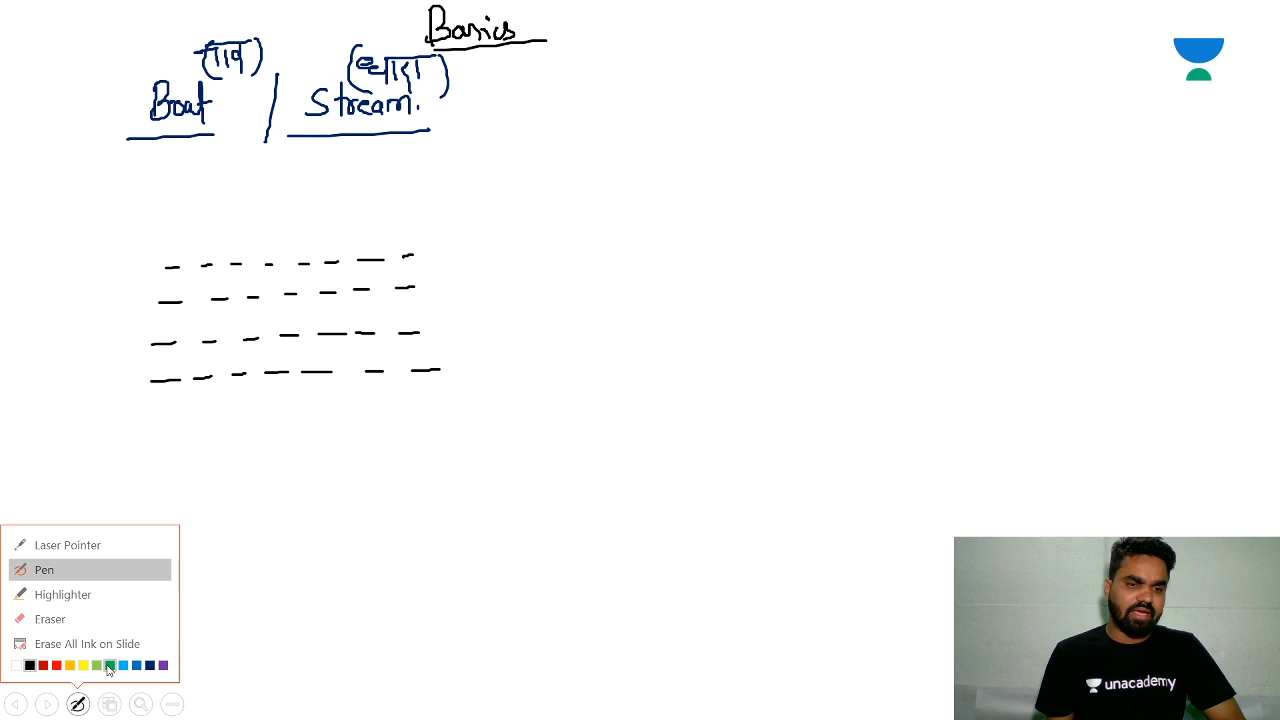 Basics
(नाव)
(धारा)
Boat / Stream.
Laser Pointer
Pen
Highlighter
Eraser
Erase All Ink on Slide
unacademy